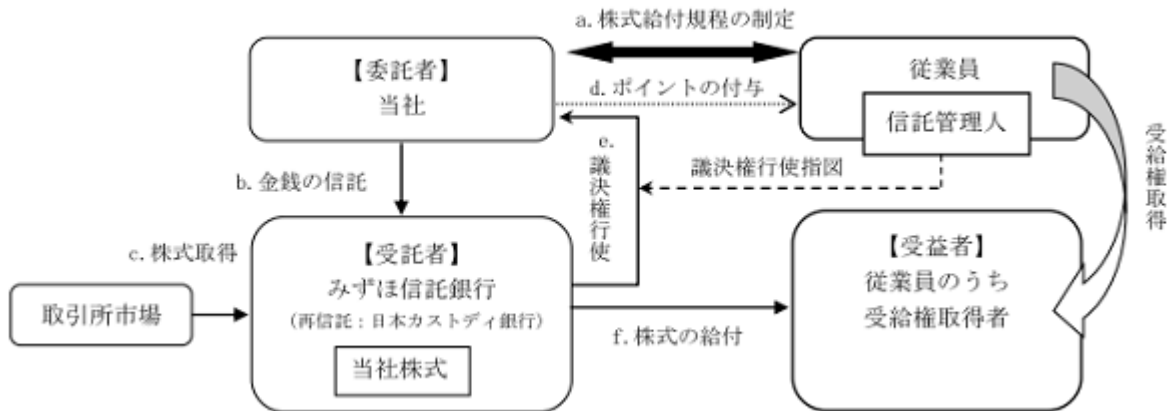 a. 株式給付規程の制定
【委託者】
当社
従業員
d. ポイントの付与
信託管理人
e. 議決権行使
議決権行使指図
受給権取得
b. 金銭の信託
c. 株式取得
【受託者】
みずほ信託銀行
(再信託：日本カストディ銀行)
当社株式
取引所市場
【受益者】
従業員のうち
受給権取得者
f. 株式の給付